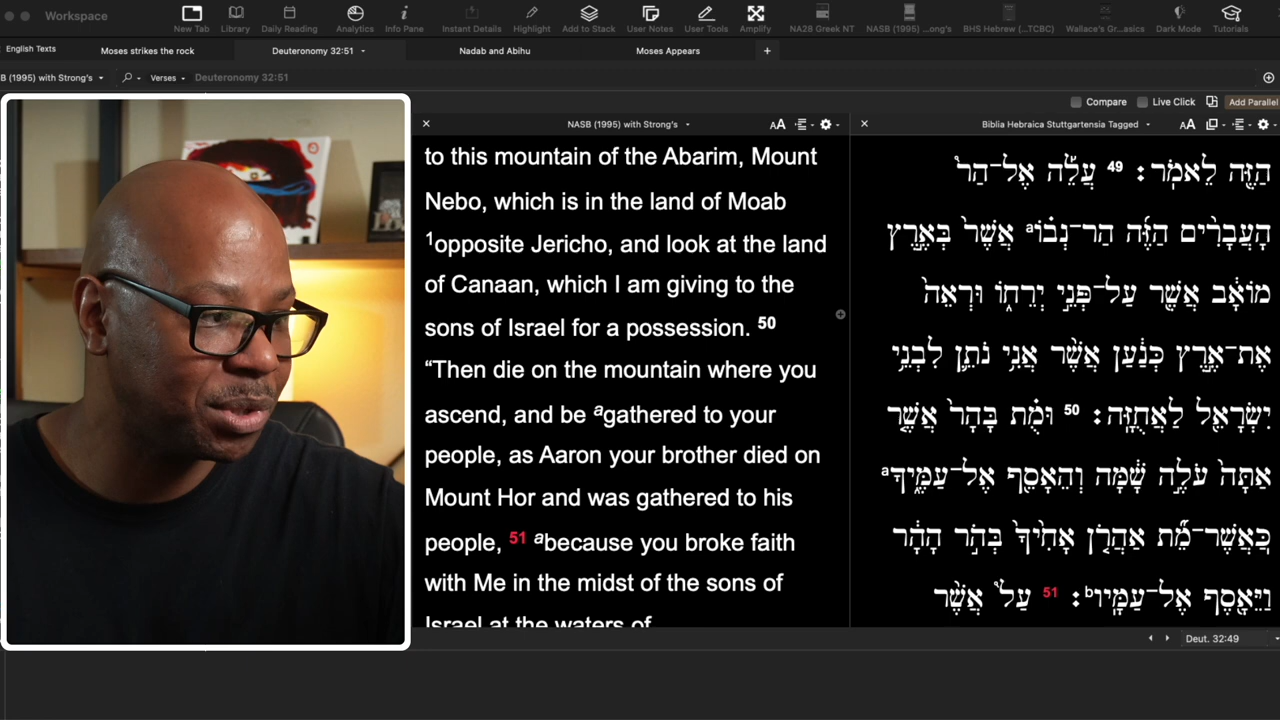 Workspace
New Tab
Library
Daily Reading
Analytics
Info Pane
Instant Details
Highlight
Add to Stack
User Notes
User Tools
Amplify
NA28 Greek NT
NASB (1995) ...ong's
BHS Hebrew (...TCBC)
Wallace's Gr...asics
Dark Mode
Tutorials
English Texts
Moses strikes the rock
Deuteronomy 32:51
Nadab and Abihu
Moses Appears
+
B (1995) with Strong's
Verses
Deuteronomy 32:51
Compare
Live Click
Add Parallel
NASB (1995) with Strong's
to this mountain of the Abarim, Mount
Nebo, which is in the land of Moab
1opposite Jericho, and look at the land
of Canaan, which I am giving to the
sons of Israel for a possession. 50
“Then die on the mountain where you
ascend, and be agathered to your
people, as Aaron your brother died on
Mount Hor and was gathered to his
people, 51 abecause you broke faith
with Me in the midst of the sons of
Israel at the waters of
Biblia Hebraica Stuttgartensia Tagged
הַזֶּ֖ה לֵאמֹֽר׃ 49 עֲלֵ֡ה אֶל־הַר֩
הָעֲבָרִ֨ים הַזֶּ֜ה הַר־נְב֗וֹa אֲשֶׁר֙ בְּאֶ֣רֶץ
מוֹאָ֔ב אֲשֶׁ֖ר עַל־פְּנֵ֣י יְרֵח֑וֹ וּרְאֵה֙
אֶת־אֶ֣רֶץ כְּנַ֔עַן אֲשֶׁ֨ר אֲנִ֥י נֹתֵ֛ן לִבְנֵ֥י
יִשְׂרָאֵ֖ל לַאֲחֻזָּֽה׃ 50 וּמֻ֗ת בָּהָר֙ אֲשֶׁ֤ר
אַתָּה֙ עֹלֶ֣ה שָׁ֔מָּה וְהֵאָסֵ֖ף אֶל־עַמֶּ֑יךָa
כַּֽאֲשֶׁר־מֵ֞ת אַהֲרֹ֤ן אָחִ֙יךָ֙ בְּהֹ֣ר הָהָ֔ר
וַיֵּאָ֖סֶף אֶל־עַמָּֽיוb׃ 51 עַל֩ אֲשֶׁ֨ר
Deut. 32:49